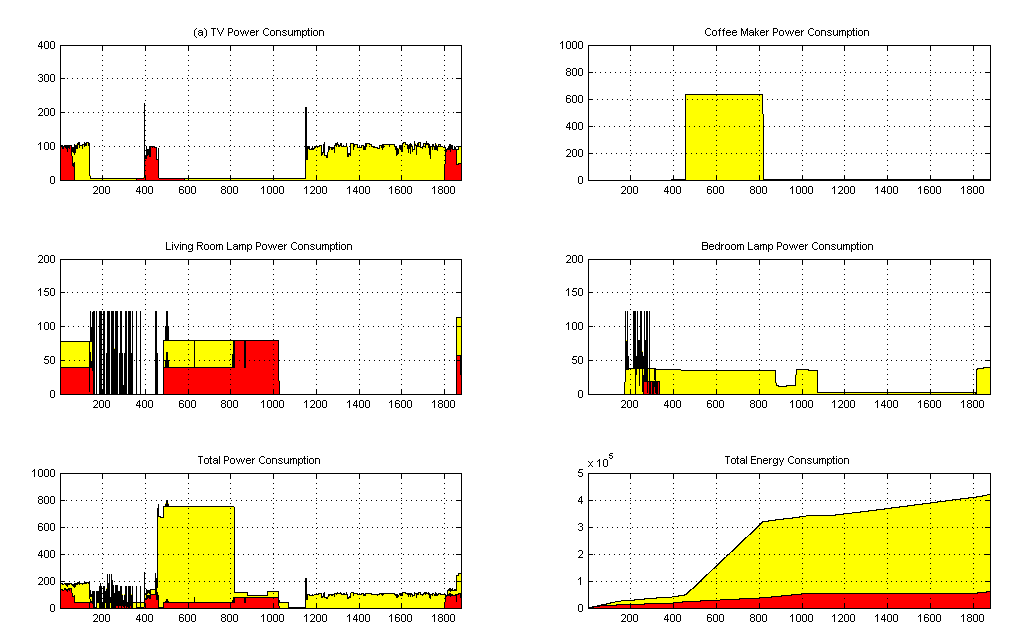 (a) TV Power Consumption
400
300
200
100
0
200 400 600 800 1000 1200 1400 1600 1800
Coffee Maker Power Consumption
1000
800
600
400
200
0
200 400 600 800 1000 1200 1400 1600 1800
Living Room Lamp Power Consumption
200
150
100
50
0
200 400 600 800 1000 1200 1400 1600 1800
Bedroom Lamp Power Consumption
200
150
100
50
0
200 400 600 800 1000 1200 1400 1600 1800
Total Power Consumption
1000
800
600
400
200
0
200 400 600 800 1000 1200 1400 1600 1800
Total Energy Consumption
x 10^5
5
4
3
2
1
0
200 400 600 800 1000 1200 1400 1600 1800